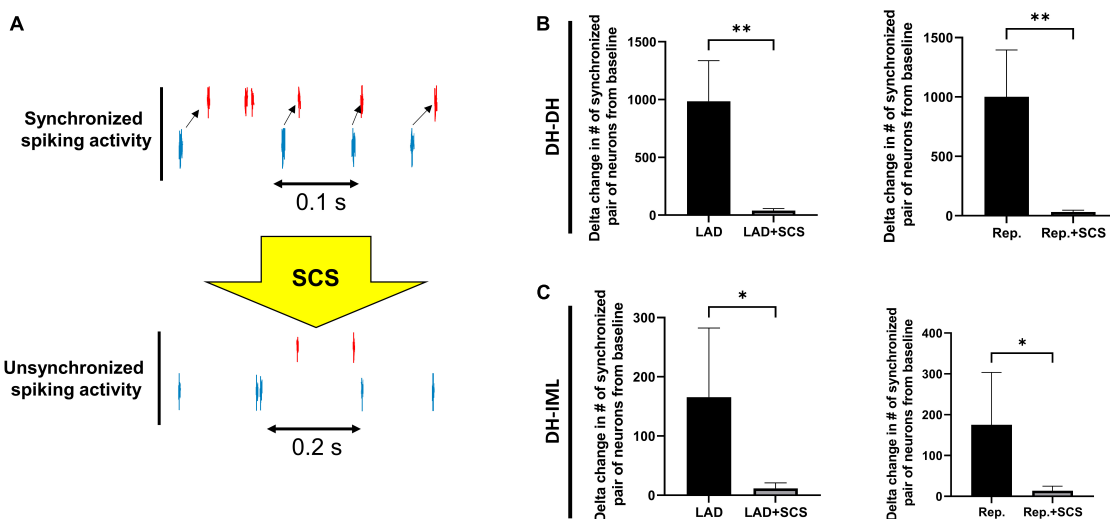 A
Synchronized
spiking activity
0.1 s
SCS
Unsynchronized
spiking activity
0.2 s
B
DH-DH
Delta change in # of synchronized
pair of neurons from baseline
1500
1000
500
0
**
LAD
LAD+SCS
Delta change in # of synchronized
pair of neurons from baseline
1500
1000
500
0
**
Rep.
Rep.+SCS
C
DH-IML
Delta change in # of synchronized
pair of neurons from baseline
300
200
100
0
*
LAD
LAD+SCS
Delta change in # of synchronized
pair of neurons from baseline
400
300
200
100
0
*
Rep.
Rep.+SCS